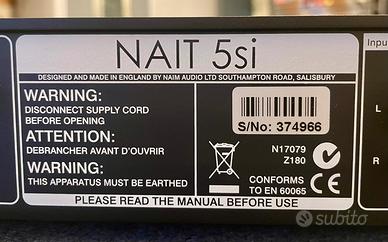 NAIT 5si
DESIGNED AND MADE IN ENGLAND BY NAIM AUDIO LTD SOUTHAMPTON ROAD, SALISBURY
WARNING:
DISCONNECT SUPPLY CORD
BEFORE OPENING
ATTENTION:
DEBRANCHER AVANT D'OUVRIR
WARNING:
THIS APPARATUS MUST BE EARTHED
S/No: 374966
N17079
Z180
CONFORMS
TO EN 60065
CE
PLEASE READ THE MANUAL BEFORE USE
Input
L
R
subito